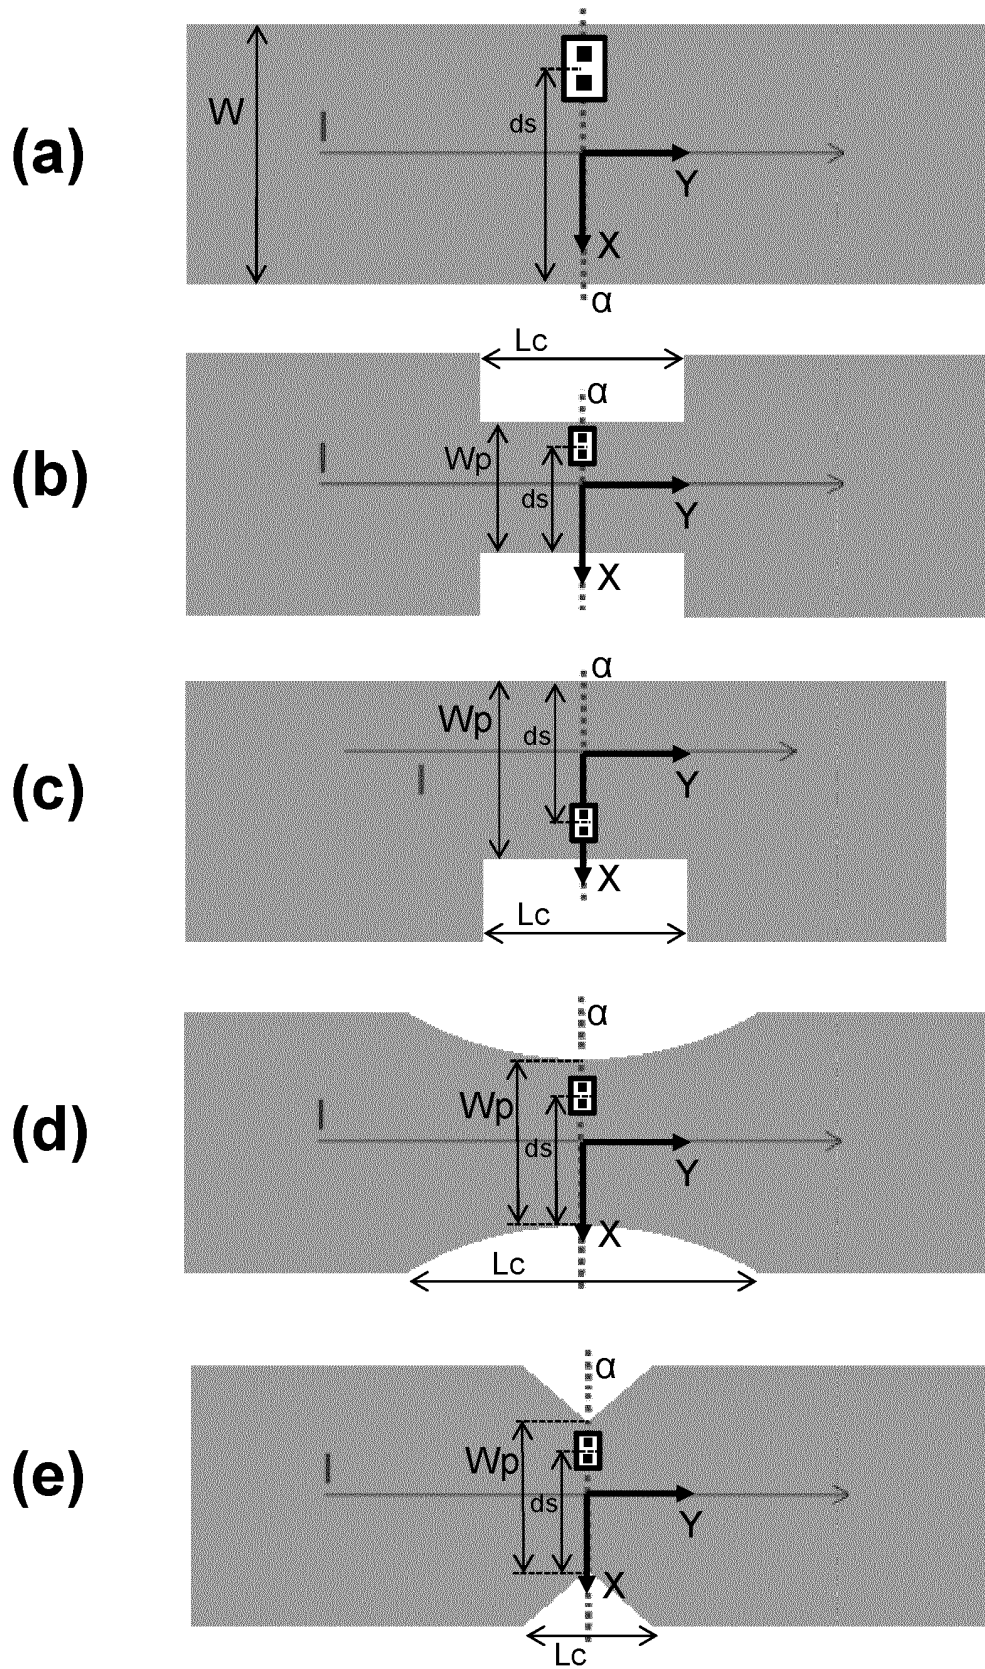 (a)
W
ds
I
Y
X
α
(b)
Lc
α
Wp
ds
I
Y
X
(c)
α
Wp
ds
I
Y
X
Lc
(d)
α
Wp
ds
I
Y
X
Lc
(e)
α
Wp
ds
I
Y
X
Lc